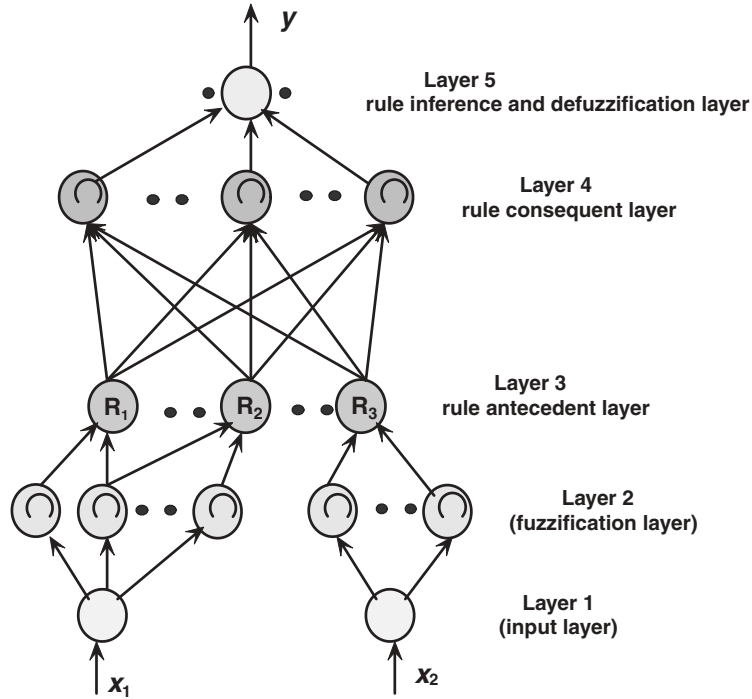 y
Layer 5
rule inference and defuzzification layer
Layer 4
rule consequent layer
Layer 3
rule antecedent layer
R₁ R₂ R₃
Layer 2
(fuzzification layer)
Layer 1
(input layer)
x₁ x₂